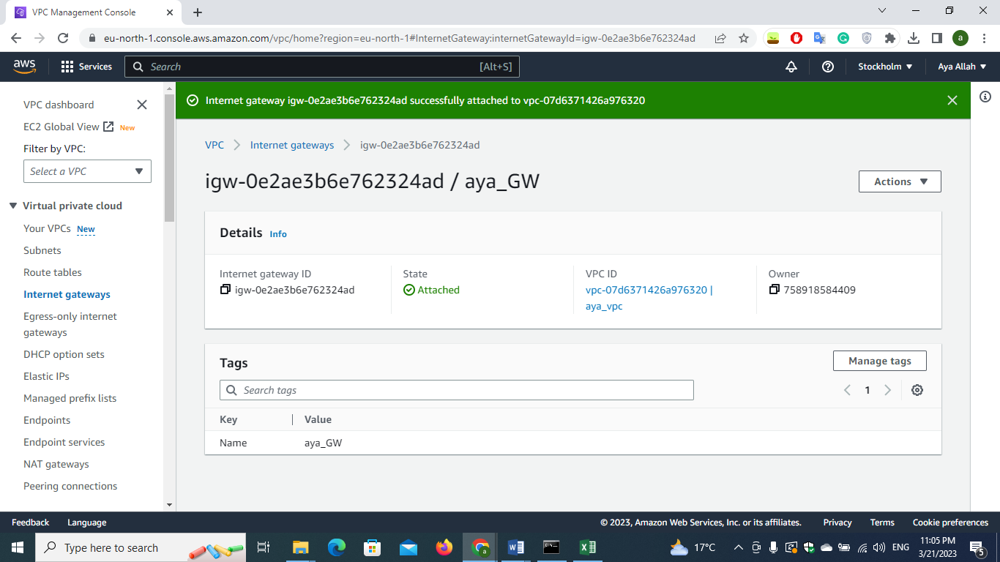 VPC Management Console
eu-north-1.console.aws.amazon.com/vpc/home?region=eu-north-1#InternetGateway:internetGatewayId=igw-0e2ae3b6e762324ad
a
aws
Services
Search
[Alt+S]
Stockholm
Aya Allah
VPC dashboard
EC2 Global View New
Filter by VPC:
Select a VPC
Virtual private cloud
Your VPCs New
Subnets
Route tables
Internet gateways
Egress-only internet
gateways
DHCP option sets
Elastic IPs
Managed prefix lists
Endpoints
Endpoint services
NAT gateways
Peering connections
Internet gateway igw-0e2ae3b6e762324ad successfully attached to vpc-07d6371426a976320
VPC
Internet gateways
igw-0e2ae3b6e762324ad
igw-0e2ae3b6e762324ad / aya_GW
Actions
Details Info
Internet gateway ID
igw-0e2ae3b6e762324ad
State
Attached
VPC ID
vpc-07d6371426a976320 |
aya_vpc
Owner
758918584409
Tags
Manage tags
Search tags
1
Key Value
Name aya_GW
Feedback Language
© 2023, Amazon Web Services, Inc. or its affiliates. Privacy Terms Cookie preferences
Type here to search
17°C
ENG
11:05 PM
3/21/2023
5